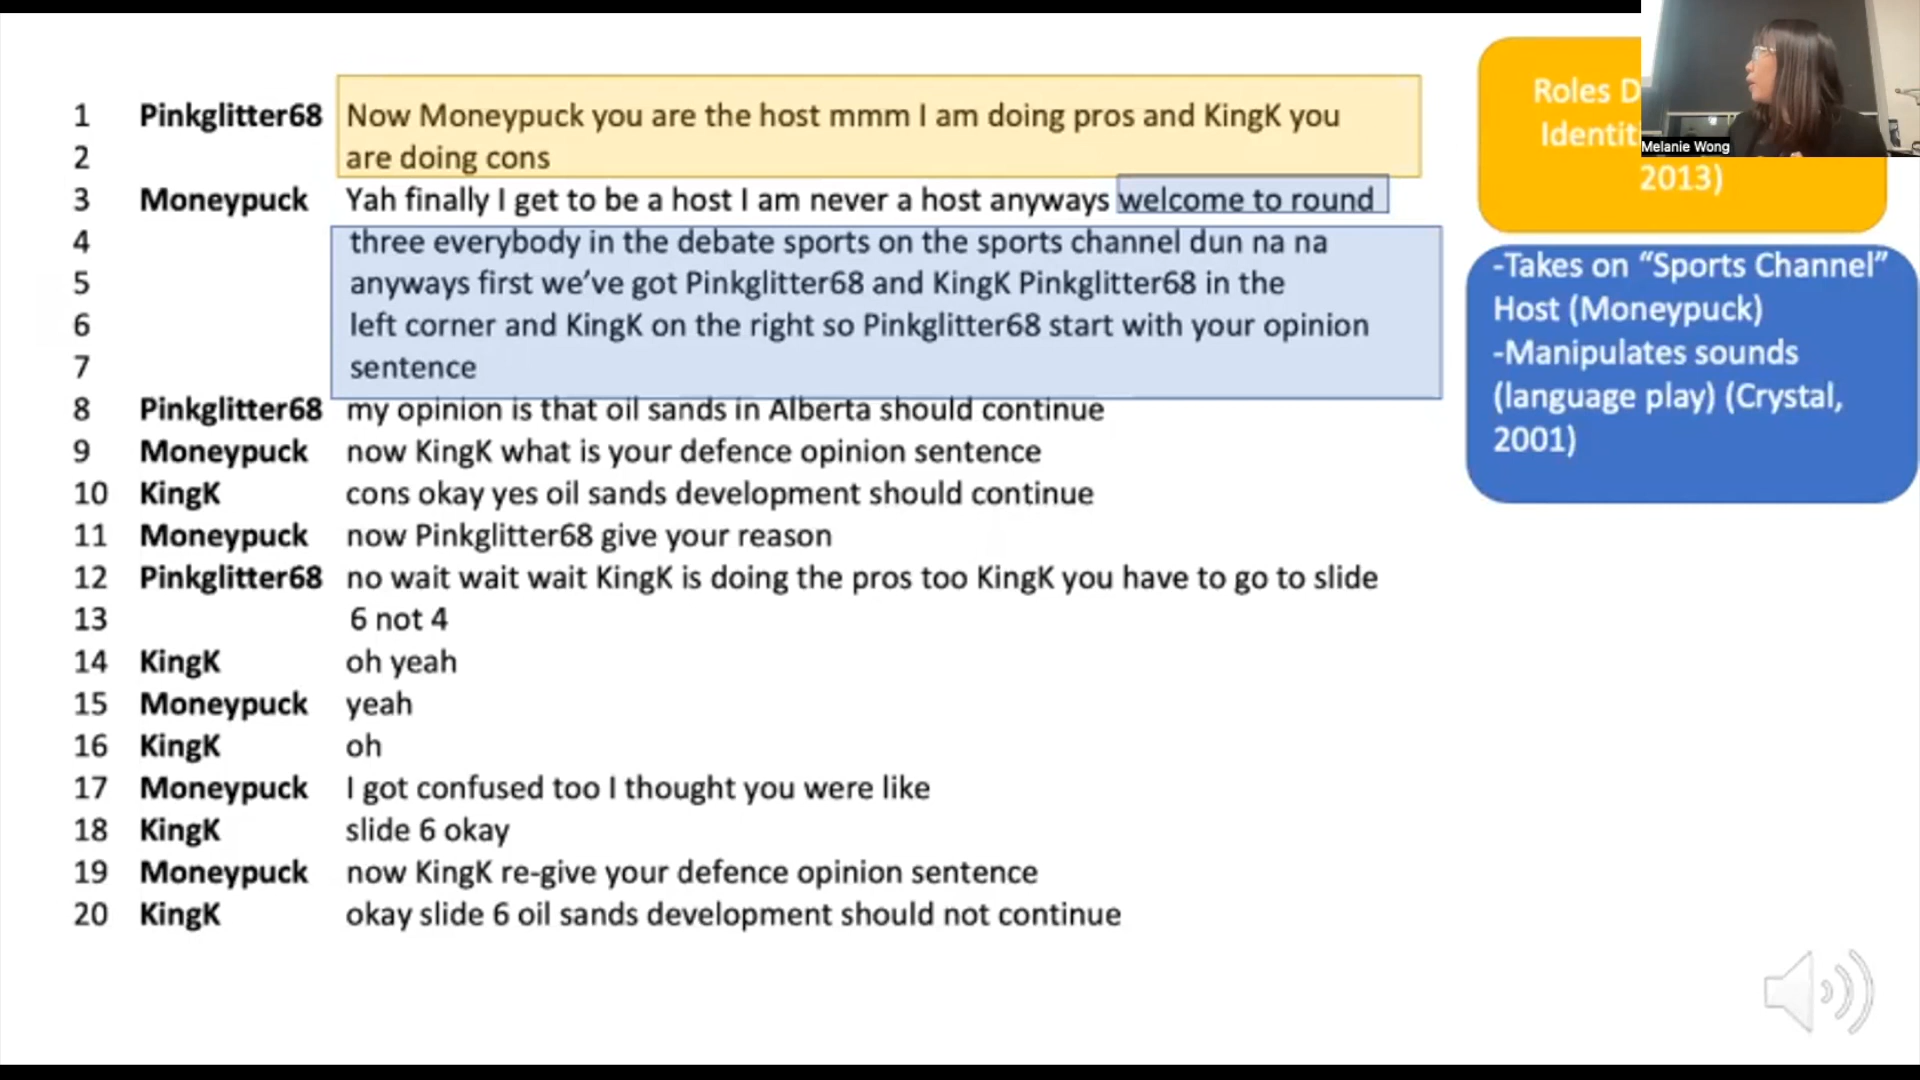 1 Pinkglitter68 Now Moneypuck you are the host mmm I am doing pros and KingK you
2 are doing cons
3 Moneypuck Yah finally I get to be a host I am never a host anyways welcome to round
4 three everybody in the debate sports on the sports channel dun na na
5 anyways first we’ve got Pinkglitter68 and KingK Pinkglitter68 in the
6 left corner and KingK on the right so Pinkglitter68 start with your opinion
7 sentence
8 Pinkglitter68 my opinion is that oil sands in Alberta should continue
9 Moneypuck now KingK what is your defence opinion sentence
10 KingK cons okay yes oil sands development should continue
11 Moneypuck now Pinkglitter68 give your reason
12 Pinkglitter68 no wait wait wait KingK is doing the pros too KingK you have to go to slide
13 6 not 4
14 KingK oh yeah
15 Moneypuck yeah
16 KingK oh
17 Moneypuck I got confused too I thought you were like
18 KingK slide 6 okay
19 Moneypuck now KingK re-give your defence opinion sentence
20 KingK okay slide 6 oil sands development should not continue
Roles
2013)
-Takes on “Sports Channel”
Host (Moneypuck)
-Manipulates sounds
(language play) (Crystal,
2001)
Melanie Wong